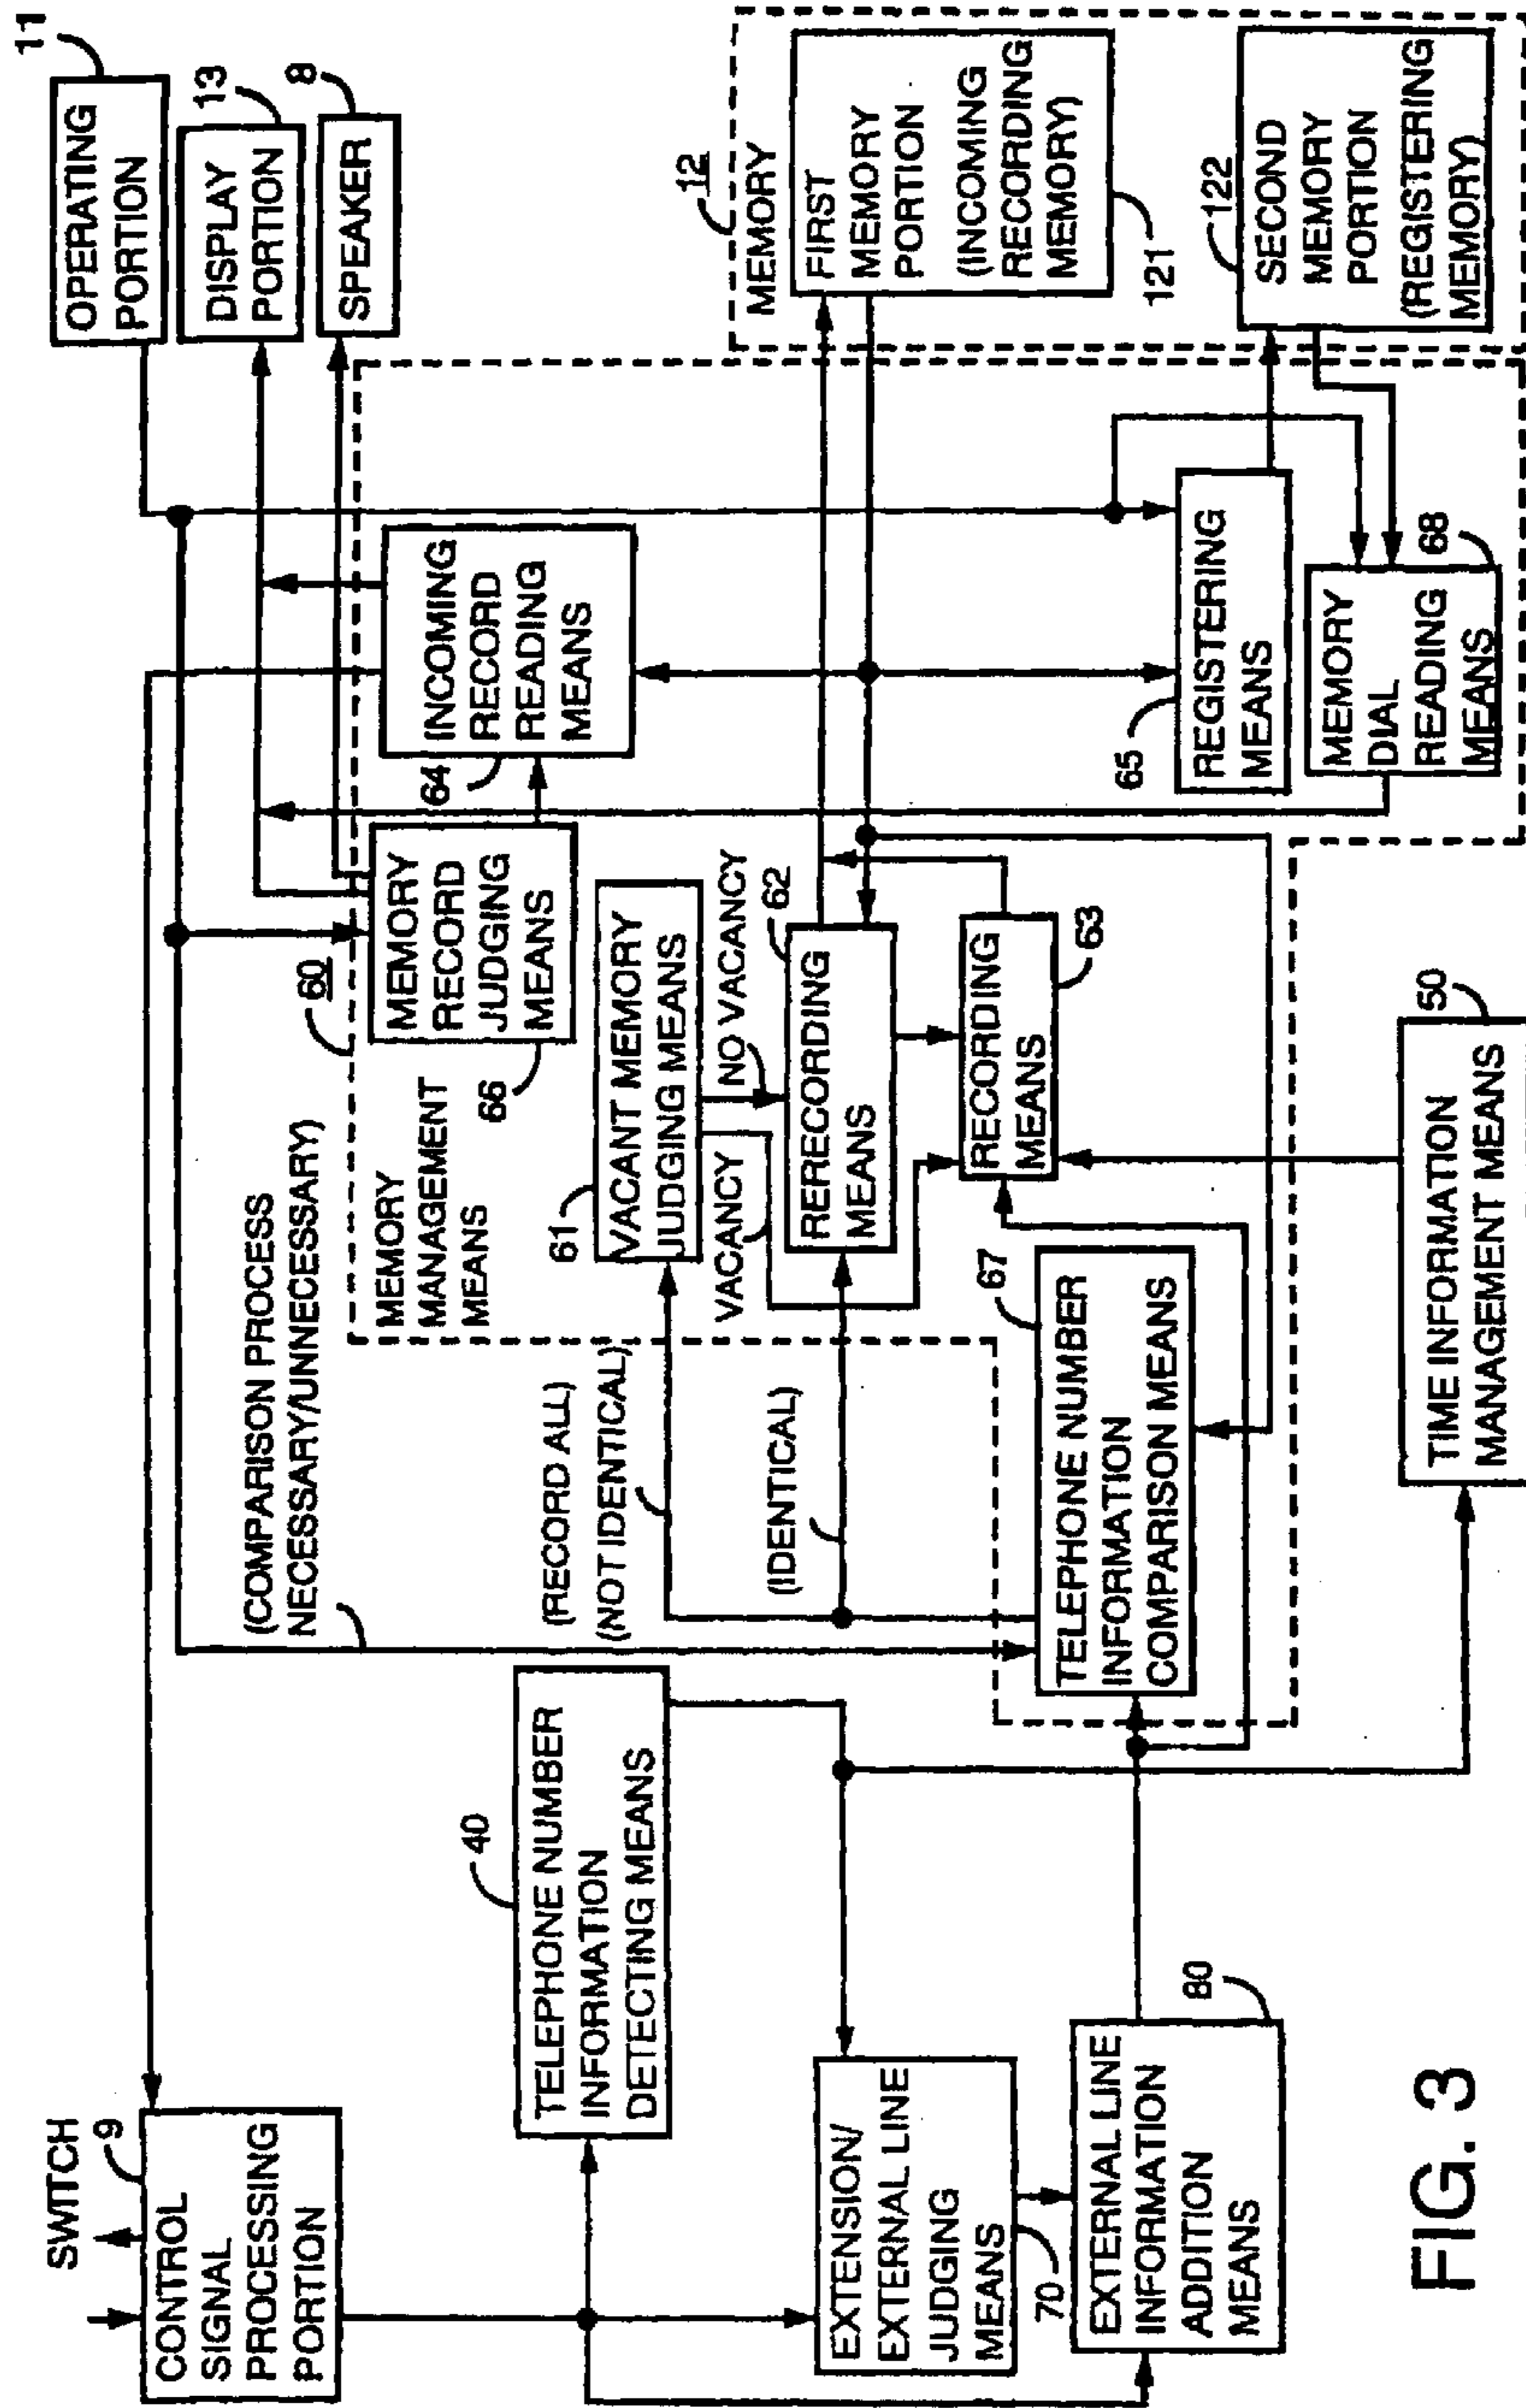 SWITCH
9
CONTROL
SIGNAL
PROCESSING
PORTION
40
TELEPHONE NUMBER
INFORMATION
DETECTING MEANS
EXTENSION/
EXTERNAL LINE
JUDGING
MEANS
70
EXTERNAL LINE
INFORMATION
ADDITION
MEANS
80
(COMPARISON PROCESS
NECESSARY/UNNECESSARY)
(RECORD ALL)
(NOT IDENTICAL)
(IDENTICAL)
60
MEMORY
MANAGEMENT
MEANS
66
MEMORY
RECORD
JUDGING
MEANS
61
VACANT MEMORY
JUDGING MEANS
VACANCY
NO VACANCY
62
RERECORDING
MEANS
RECORDING
MEANS
63
67
TELEPHONE NUMBER
INFORMATION
COMPARISON MEANS
50
TIME INFORMATION
MANAGEMENT MEANS
64
INCOMING
RECORD
READING
MEANS
65
REGISTERING
MEANS
MEMORY
DIAL
READING
MEANS
68
OPERATING
PORTION
11
DISPLAY
PORTION
13
SPEAKER
8
12
MEMORY
FIRST
MEMORY
PORTION
(INCOMING
RECORDING
MEMORY)
121
122
SECOND
MEMORY
PORTION
(REGISTERING
MEMORY)
FIG. 3